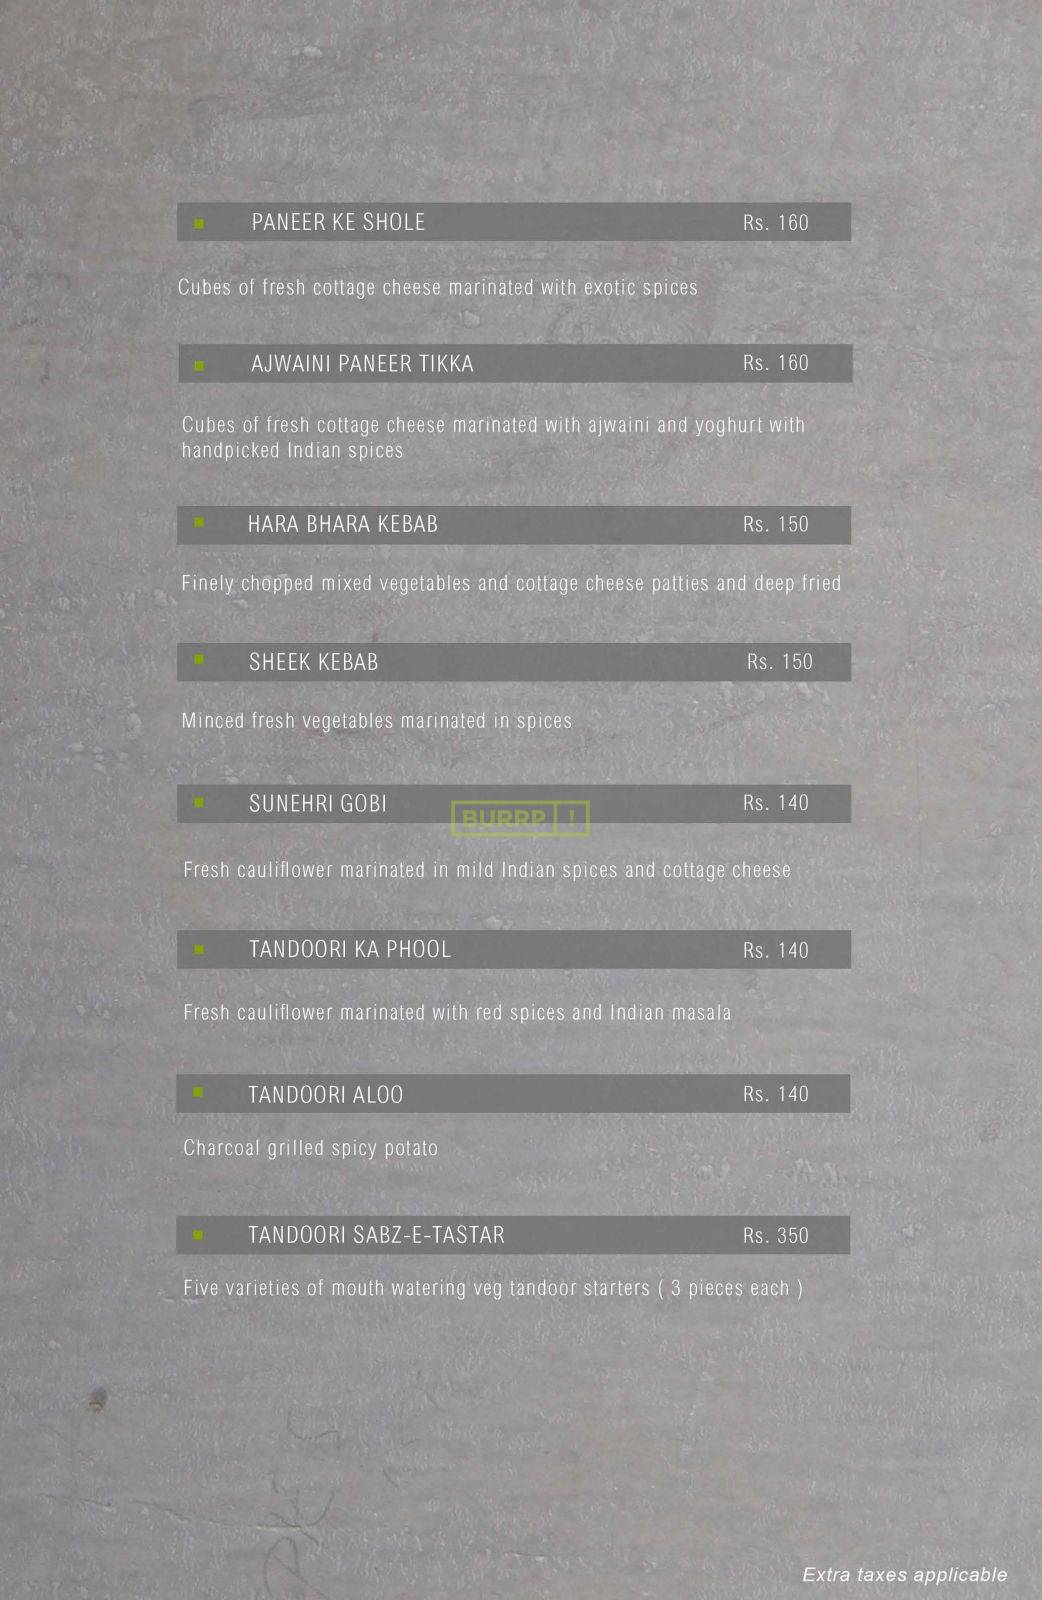 PANEER KE SHOLE Rs. 160
Cubes of fresh cottage cheese marinated with exotic spices
AJWAINI PANEER TIKKA Rs. 160
Cubes of fresh cottage cheese marinated with ajwaini and yoghurt with
handpicked Indian spices
HARA BHARA KEBAB Rs. 150
Finely chopped mixed vegetables and cottage cheese patties and deep fried
SHEEK KEBAB Rs. 150
Minced fresh vegetables marinated in spices
SUNEHRI GOBI Rs. 140
BURRP !
Fresh cauliflower marinated in mild Indian spices and cottage cheese
TANDOORI KA PHOOL Rs. 140
Fresh cauliflower marinated with red spices and Indian masala
TANDOORI ALOO Rs. 140
Charcoal grilled spicy potato
TANDOORI SABZ-E-TASTAR Rs. 350
Five varieties of mouth watering veg tandoor starters ( 3 pieces each )
Extra taxes applicable